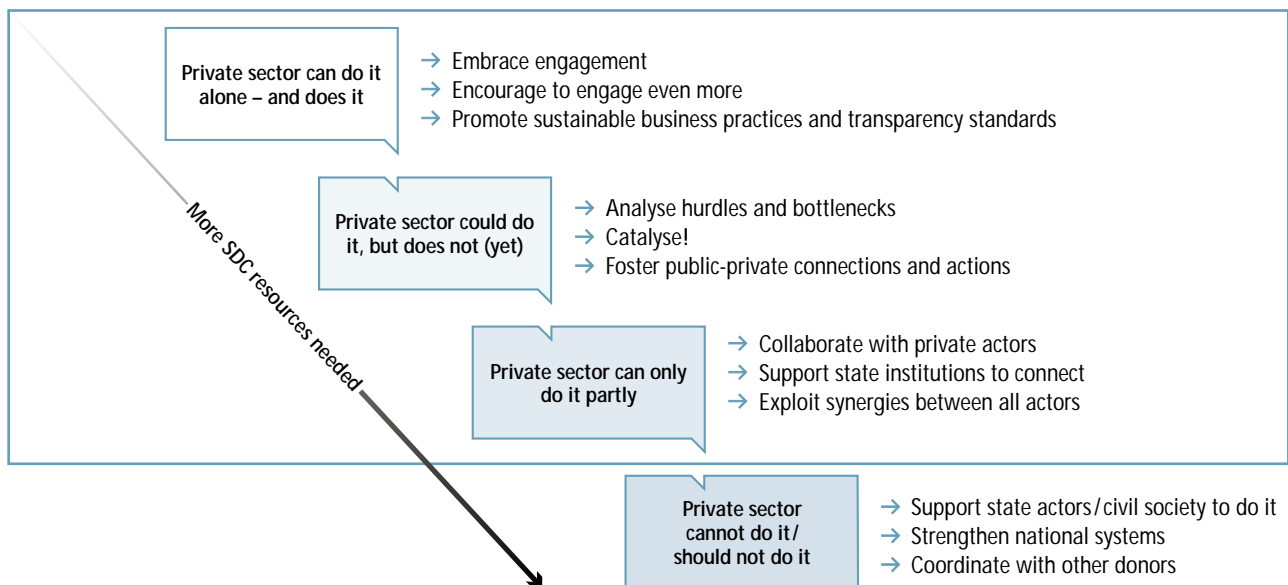 Private sector can do it
alone – and does it
→ Embrace engagement
→ Encourage to engage even more
→ Promote sustainable business practices and transparency standards
More SDC resources needed
Private sector could do
it, but does not (yet)
→ Analyse hurdles and bottlenecks
→ Catalyse!
→ Foster public-private connections and actions
Private sector can only
do it partly
→ Collaborate with private actors
→ Support state institutions to connect
→ Exploit synergies between all actors
Private sector
cannot do it/
should not do it
→ Support state actors/civil society to do it
→ Strengthen national systems
→ Coordinate with other donors